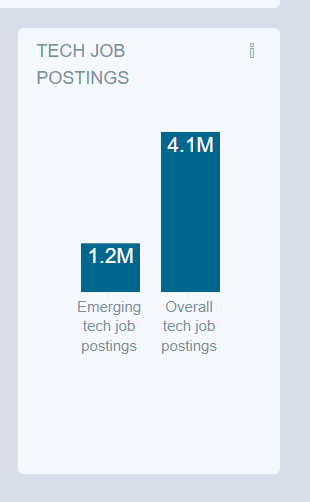 TECH JOB
POSTINGS
4.1M
1.2M
Emerging
tech job
postings
Overall
tech job
postings